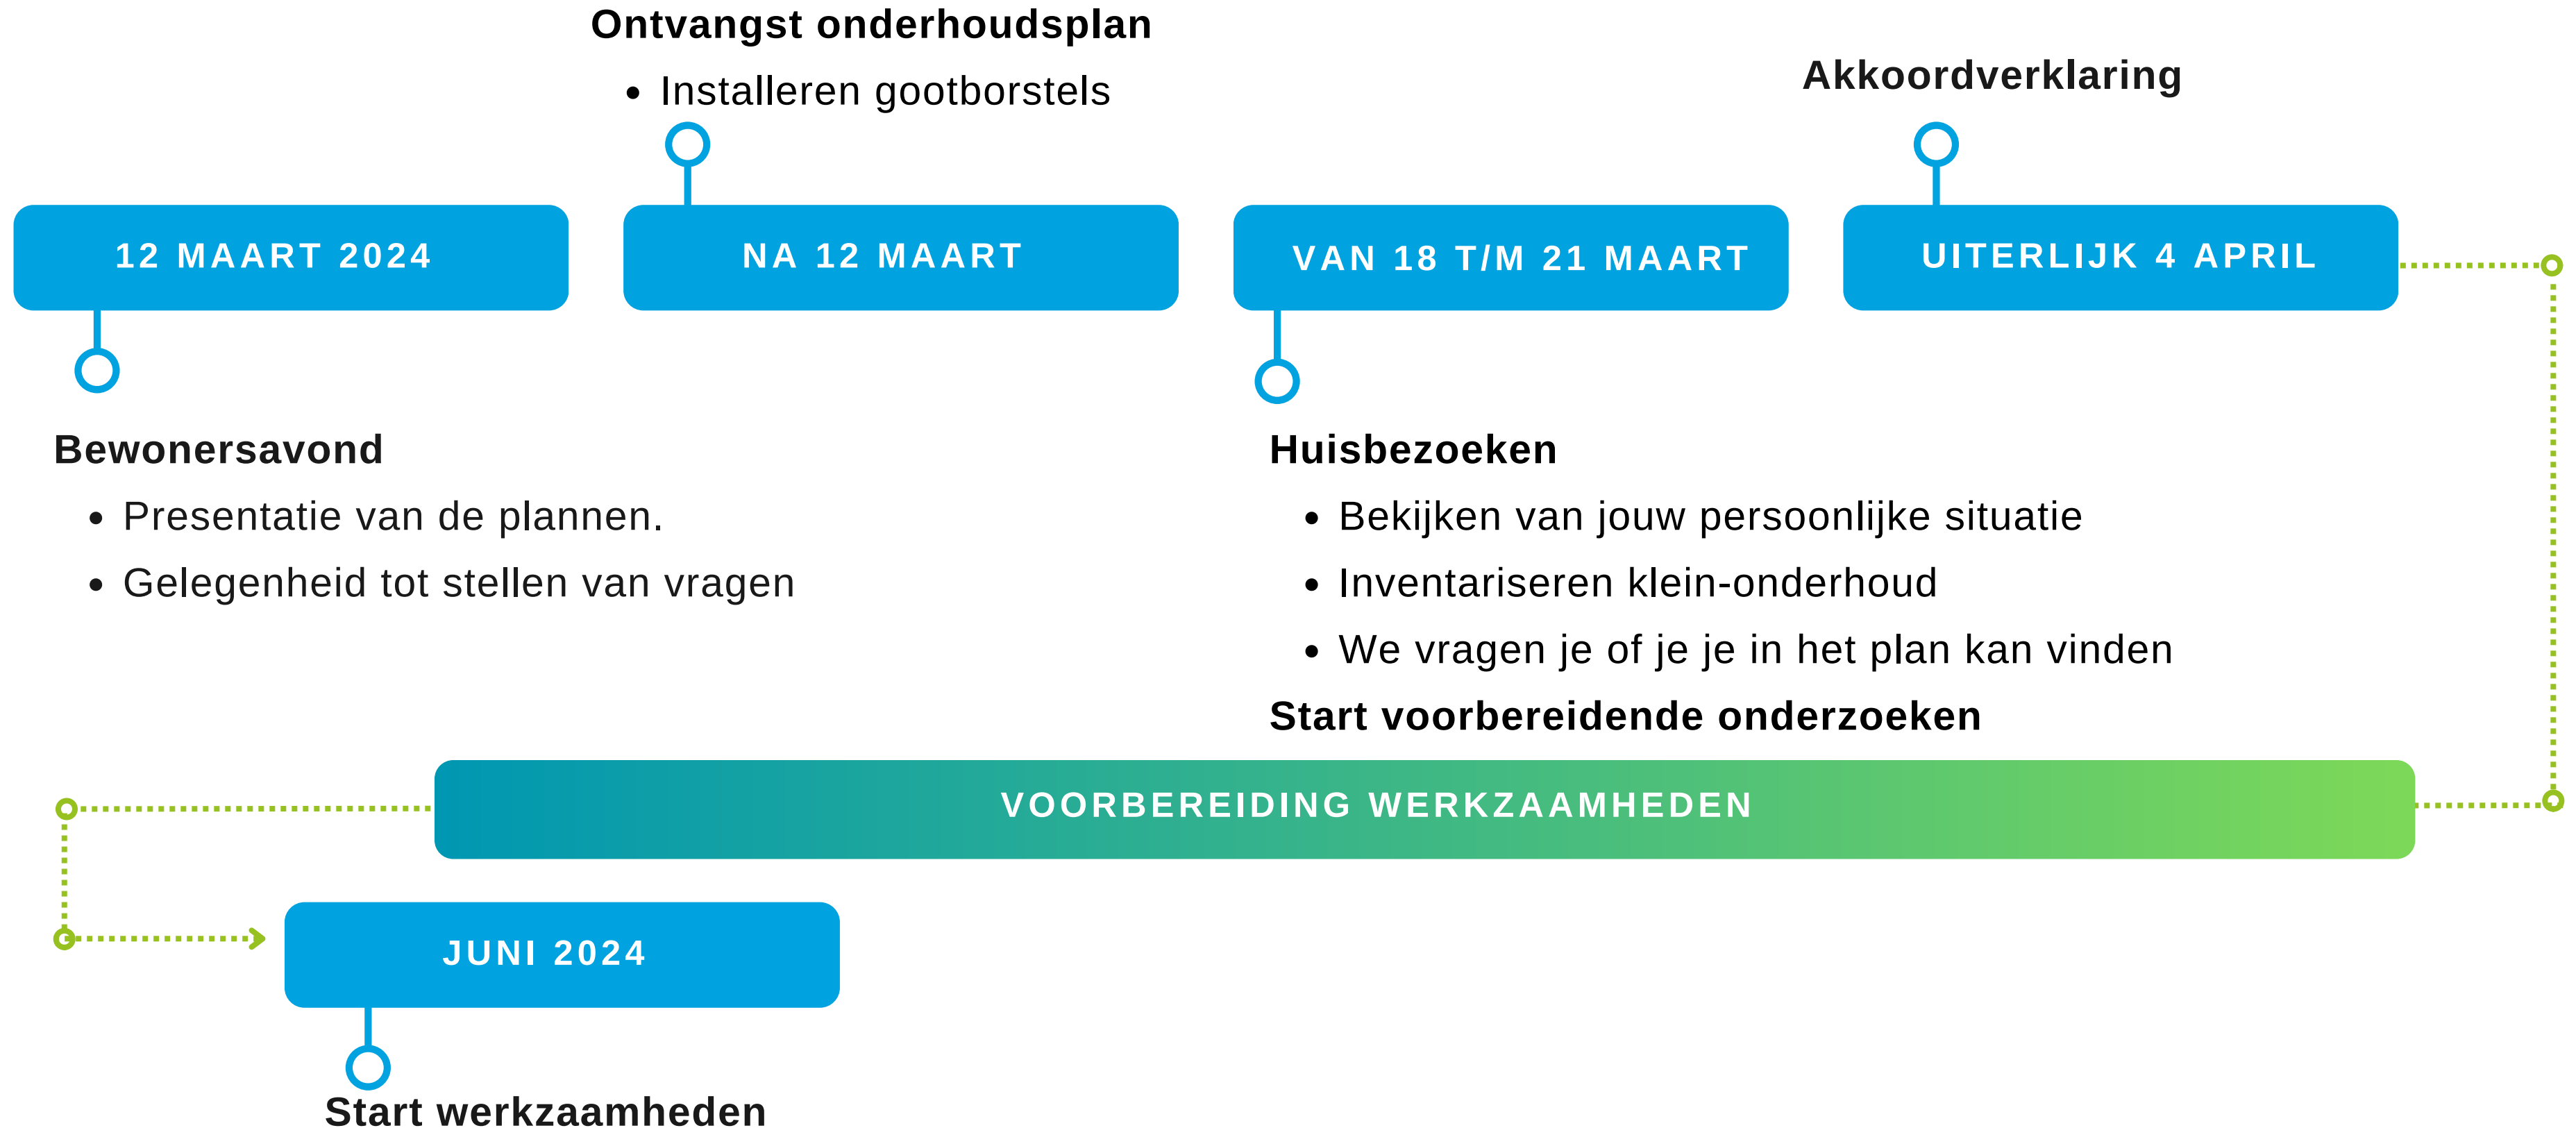 Ontvangst onderhoudsplan
• Installeren gootborstels
Akkoordverklaring
12 MAART 2024
NA 12 MAART
VAN 18 T/M 21 MAART
UITERLIJK 4 APRIL
Bewonersavond
• Presentatie van de plannen.
• Gelegenheid tot stellen van vragen
Huisbezoeken
• Bekijken van jouw persoonlijke situatie
• Inventariseren klein-onderhoud
• We vragen je of je je in het plan kan vinden
Start voorbereidende onderzoeken
VOORBEREIDING WERKZAAMHEDEN
JUNI 2024
Start werkzaamheden